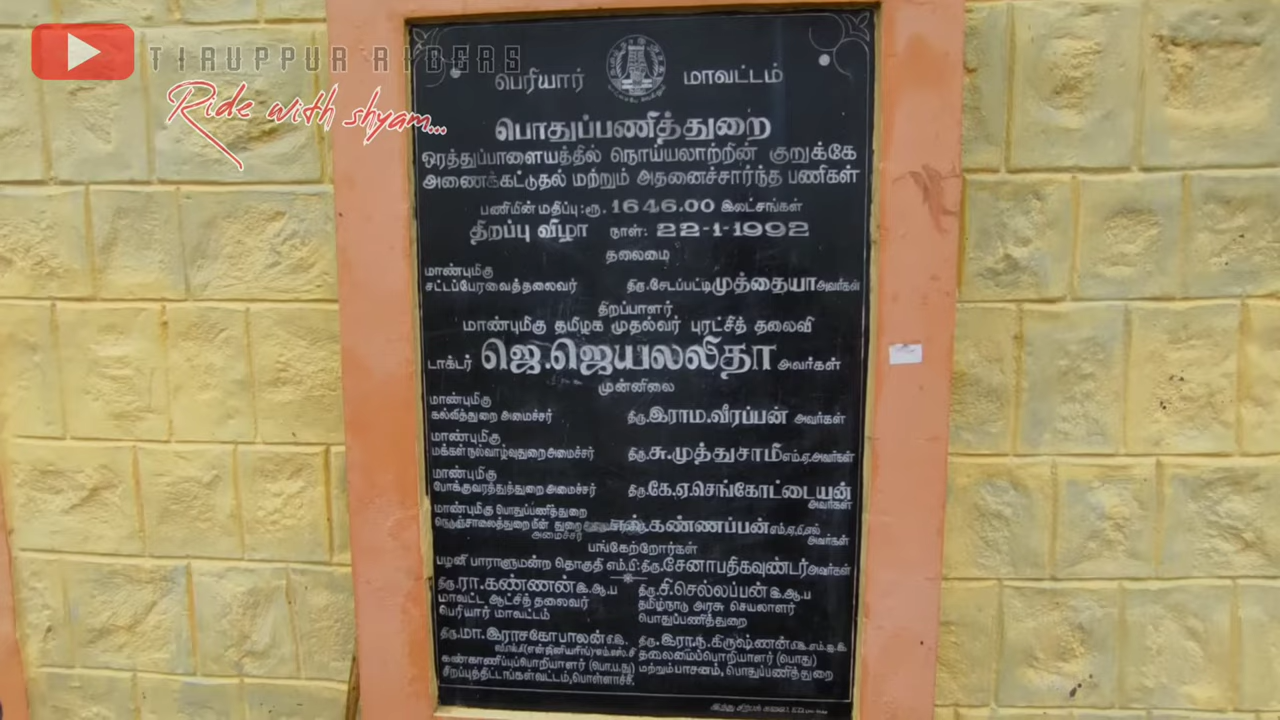 TIRUPPUR RYDERS
Ride with shyam...
பெரியார் மாவட்டம்
பொதுப்பணித்துறை
ஒரத்துப்பாளையத்தில் நொய்யலாற்றின் குறுக்கே
அணைக்கட்டுதல் மற்றும் அதனைச்சார்ந்த பணிகள்
பணியின் மதிப்பு:ரூ. 1646.00 இலட்சங்கள்
திறப்பு விழா நாள்: 22-1-1992
தலைமை
மாண்புமிகு
சட்டப்பேரவைத்தலைவர் திரு.சேடப்பட்டி முத்தையா அவர்கள்
திறப்பாளர்
மாண்புமிகு தமிழக முதல்வர் புரட்சித் தலைவி
டாக்டர் ஜெ.ஜெயலலிதா அவர்கள்
முன்னிலை
மாண்புமிகு
கல்வித்துறை அமைச்சர் திரு.இராம.வீரப்பன் அவர்கள்
மாண்புமிகு
மக்கள் நல்வாழ்வுதுறை அமைச்சர் திரு.சு.முத்துசாமி எம்.ஏ.அவர்கள்
மாண்புமிகு
போக்குவரத்துத்துறை அமைச்சர் திரு.கே.ஏ.செங்கோட்டையன்
அவர்கள்
மாண்புமிகு பொதுப்பணித்துறை
நெடுஞ்சாலைத்துறை மீன் துறை கண்ணப்பன்
அமைச்சர் அவர்கள்
பங்கேற்றோர்கள்
பழனி பாராளுமன்ற தொகுதி எம்.பி:திரு.சேனாபதிகவுண்டர் அவர்கள்
திரு.ரா.கண்ணன் இ.ஆ.ப திரு.சி.செல்லப்பன் இ.ஆ.ப
மாவட்ட ஆட்சித் தலைவர் தமிழ்நாடு அரசு செயலாளர்
பெரியார் மாவட்டம் பொதுப்பணித்துறை
திரு.மா.இராசகோபாலன் திரு.இரா.ந.கிருஷ்ணன்
கண்காணிப்புப்பொறியாளர் (பொ.ப.து) தலைமைப்பொறியாளர் (பொது)
சிறப்புத்திட்டாங்கள் வட்டம்,பொள்ளாச்சி. மற்றும் பாசனம், பொதுப்பணித்துறை